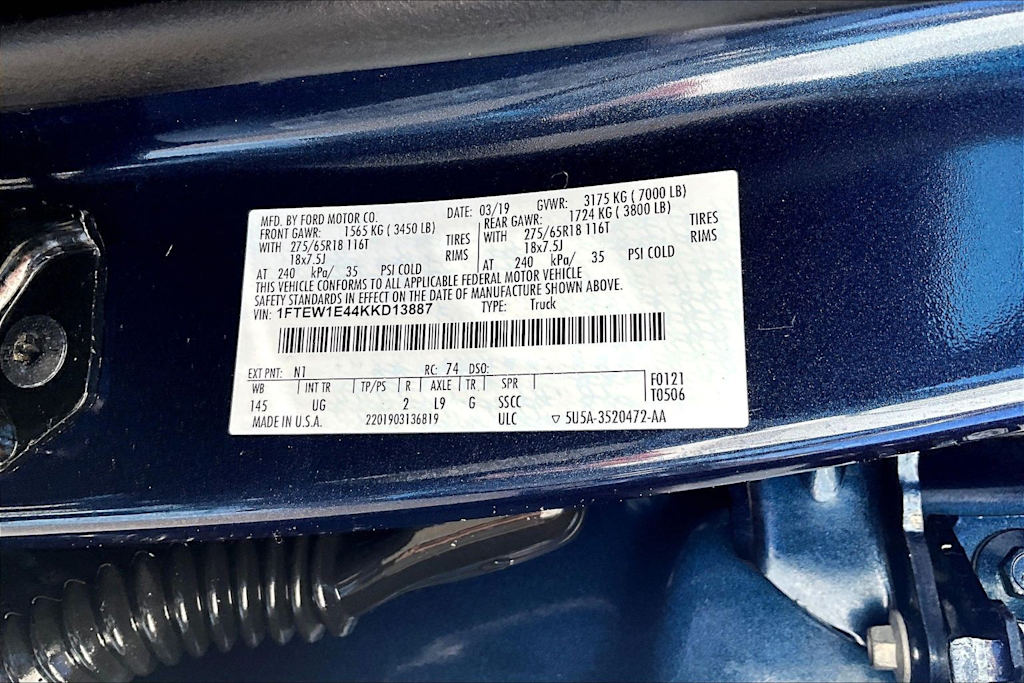 MFD. BY FORD MOTOR CO. DATE: 03/19 GVWR: 3175 KG ( 7000 LB)
FRONT GAWR: 1565 KG ( 3450 LB) REAR GAWR: 1724 KG ( 3800 LB)
WITH 275/65R18 116T TIRES WITH 275/65R18 116T TIRES
18x7.5J RIMS 18x7.5J RIMS
AT 240 kPa/ 35 PSI COLD AT 240 kPa/ 35 PSI COLD
THIS VEHICLE CONFORMS TO ALL APPLICABLE FEDERAL MOTOR VEHICLE
SAFETY STANDARDS IN EFFECT ON THE DATE OF MANUFACTURE SHOWN ABOVE.
VIN: 1FTEW1E44KKD13887 TYPE: Truck
EXT PNT: N1 RC: 74 DSO:
WB INT TR TP/PS R AXLE TR SPR F0121
145 UG 2 L9 G SSCC T0506
MADE IN U.S.A. 2201903136819 ULC ▽ 5U5A-3520472-AA